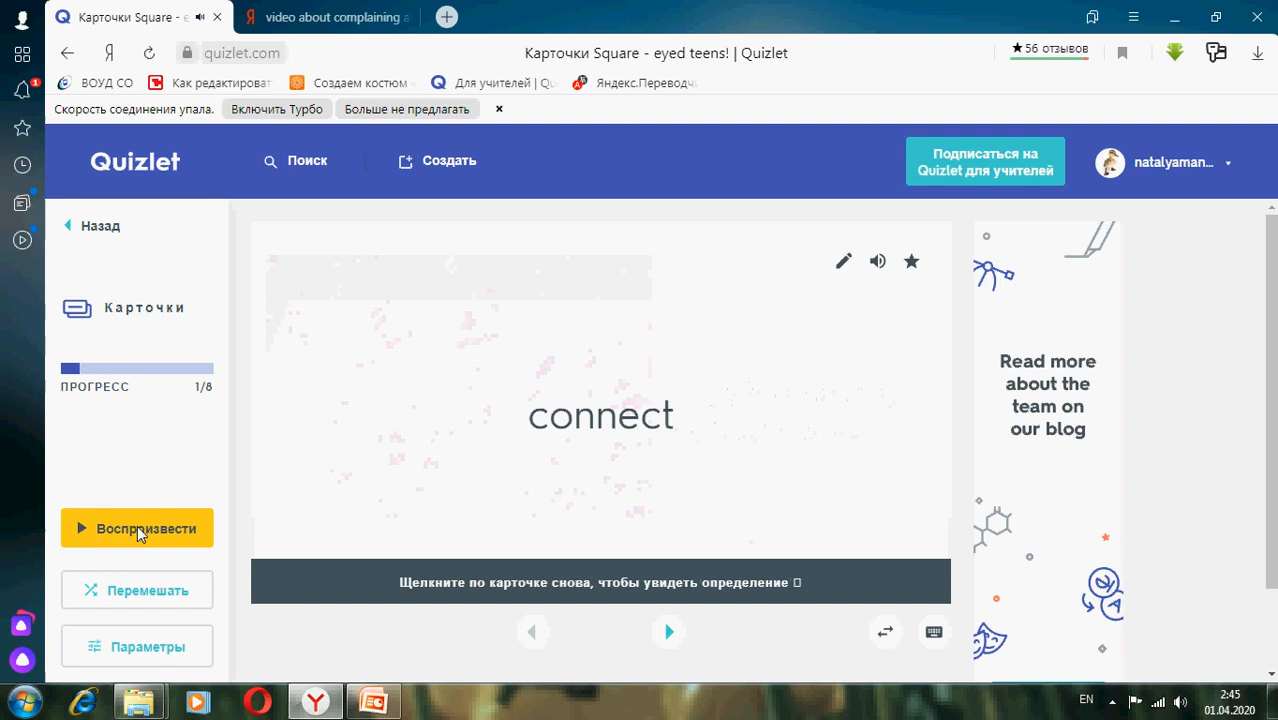 Карточки Square - e
video about complaining a
quizlet.com
Карточки Square - eyed teens! | Quizlet
★56 отзывов
ВОУД СО
Как редактироват
Создаем костюм
Для учителей | Qu
Яндекс.Переводч
Скорость соединения упала.
Включить Турбо
Больше не предлагать
Quizlet
Поиск
Создать
Подписаться на
Quizlet для учителей
natalyaman...
Назад
Карточки
ПРОГРЕСС 1/8
Воспроизвести
Перемешать
Параметры
connect
Щелкните по карточке снова, чтобы увидеть определение
Read more
about the
team on
our blog
EN
2:45
01.04.2020